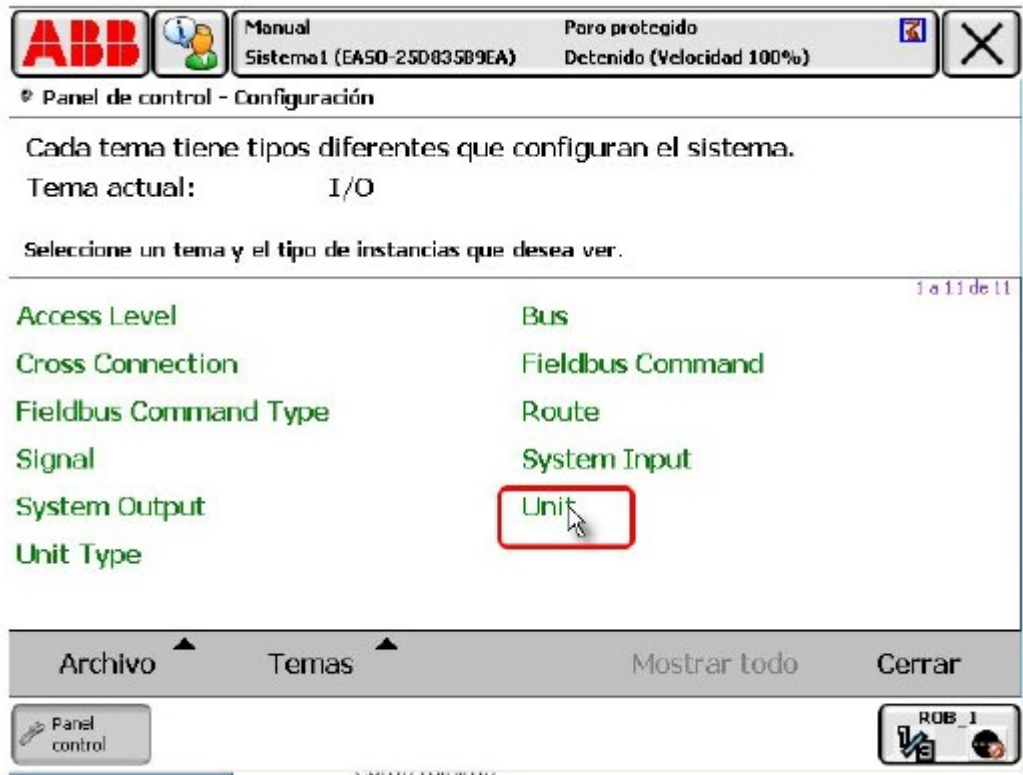 ABB
Manual
Sistema1 (EASO-25D835B9EA)
Paro protegido
Detenido (Velocidad 100%)
Panel de control - Configuración
Cada tema tiene tipos diferentes que configuran el sistema.
Tema actual: I/O
Seleccione un tema y el tipo de instancias que desea ver.
1 a 11 de 11
Access Level
Bus
Cross Connection
Fieldbus Command
Fieldbus Command Type
Route
Signal
System Input
System Output
Unit
Unit Type
Archivo
Temas
Mostrar todo
Cerrar
Panel
control
ROB_1